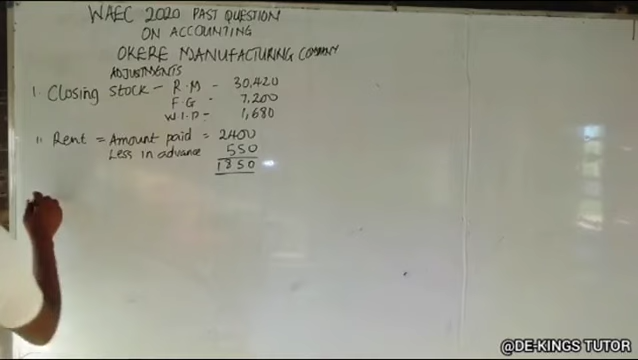 WAEC 2020 PAST QUESTION
ON ACCOUNTING
OKERE MANUFACTURING COMPANY
ADJUSTMENTS
i. Closing stock – R.M – 30,420
F.G – 7,200
W.I.P – 1,680
ii. Rent = Amount paid = 2400
Less in advance 550
1850
@DE-KINGS TUTOR